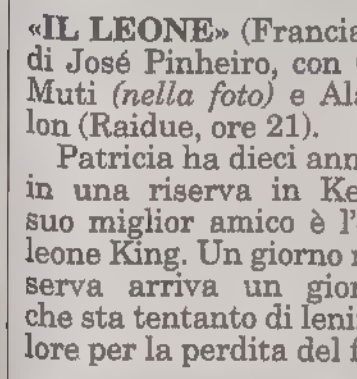 «IL LEONE» (Francia
di José Pinheiro, con
Muti (nella foto) e Al
lon (Raidue, ore 21).
Patricia ha dieci ann
in una riserva in Ke
suo miglior amico è l'
leone King. Un giorno
serva arriva un gior
che sta tentanto di leni
lore per la perdita del